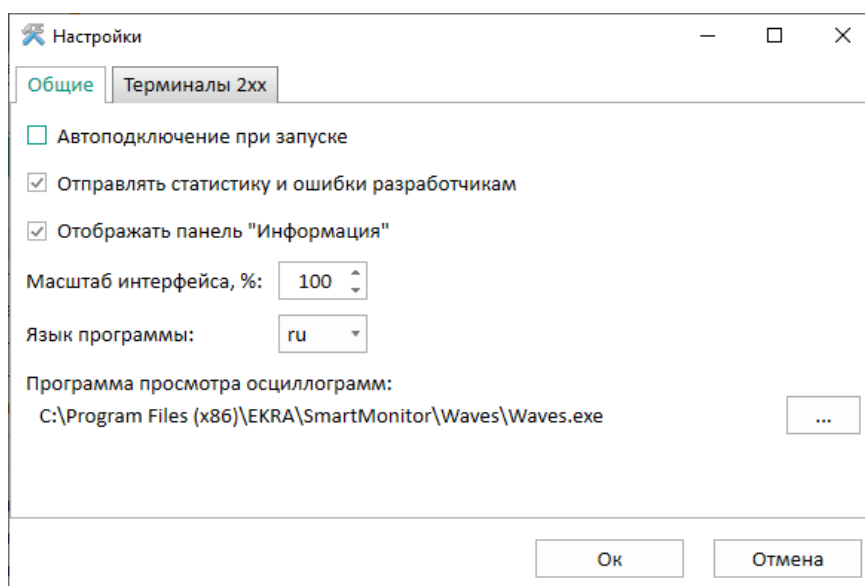 Настройки
Общие Терминалы 2xx
Автоподключение при запуске
Отправлять статистику и ошибки разработчикам
Отображать панель "Информация"
Масштаб интерфейса, %: 100
Язык программы: ru
Программа просмотра осциллограмм:
C:\Program Files (x86)\EKRA\SmartMonitor\Waves\Waves.exe ...
Ок Отмена